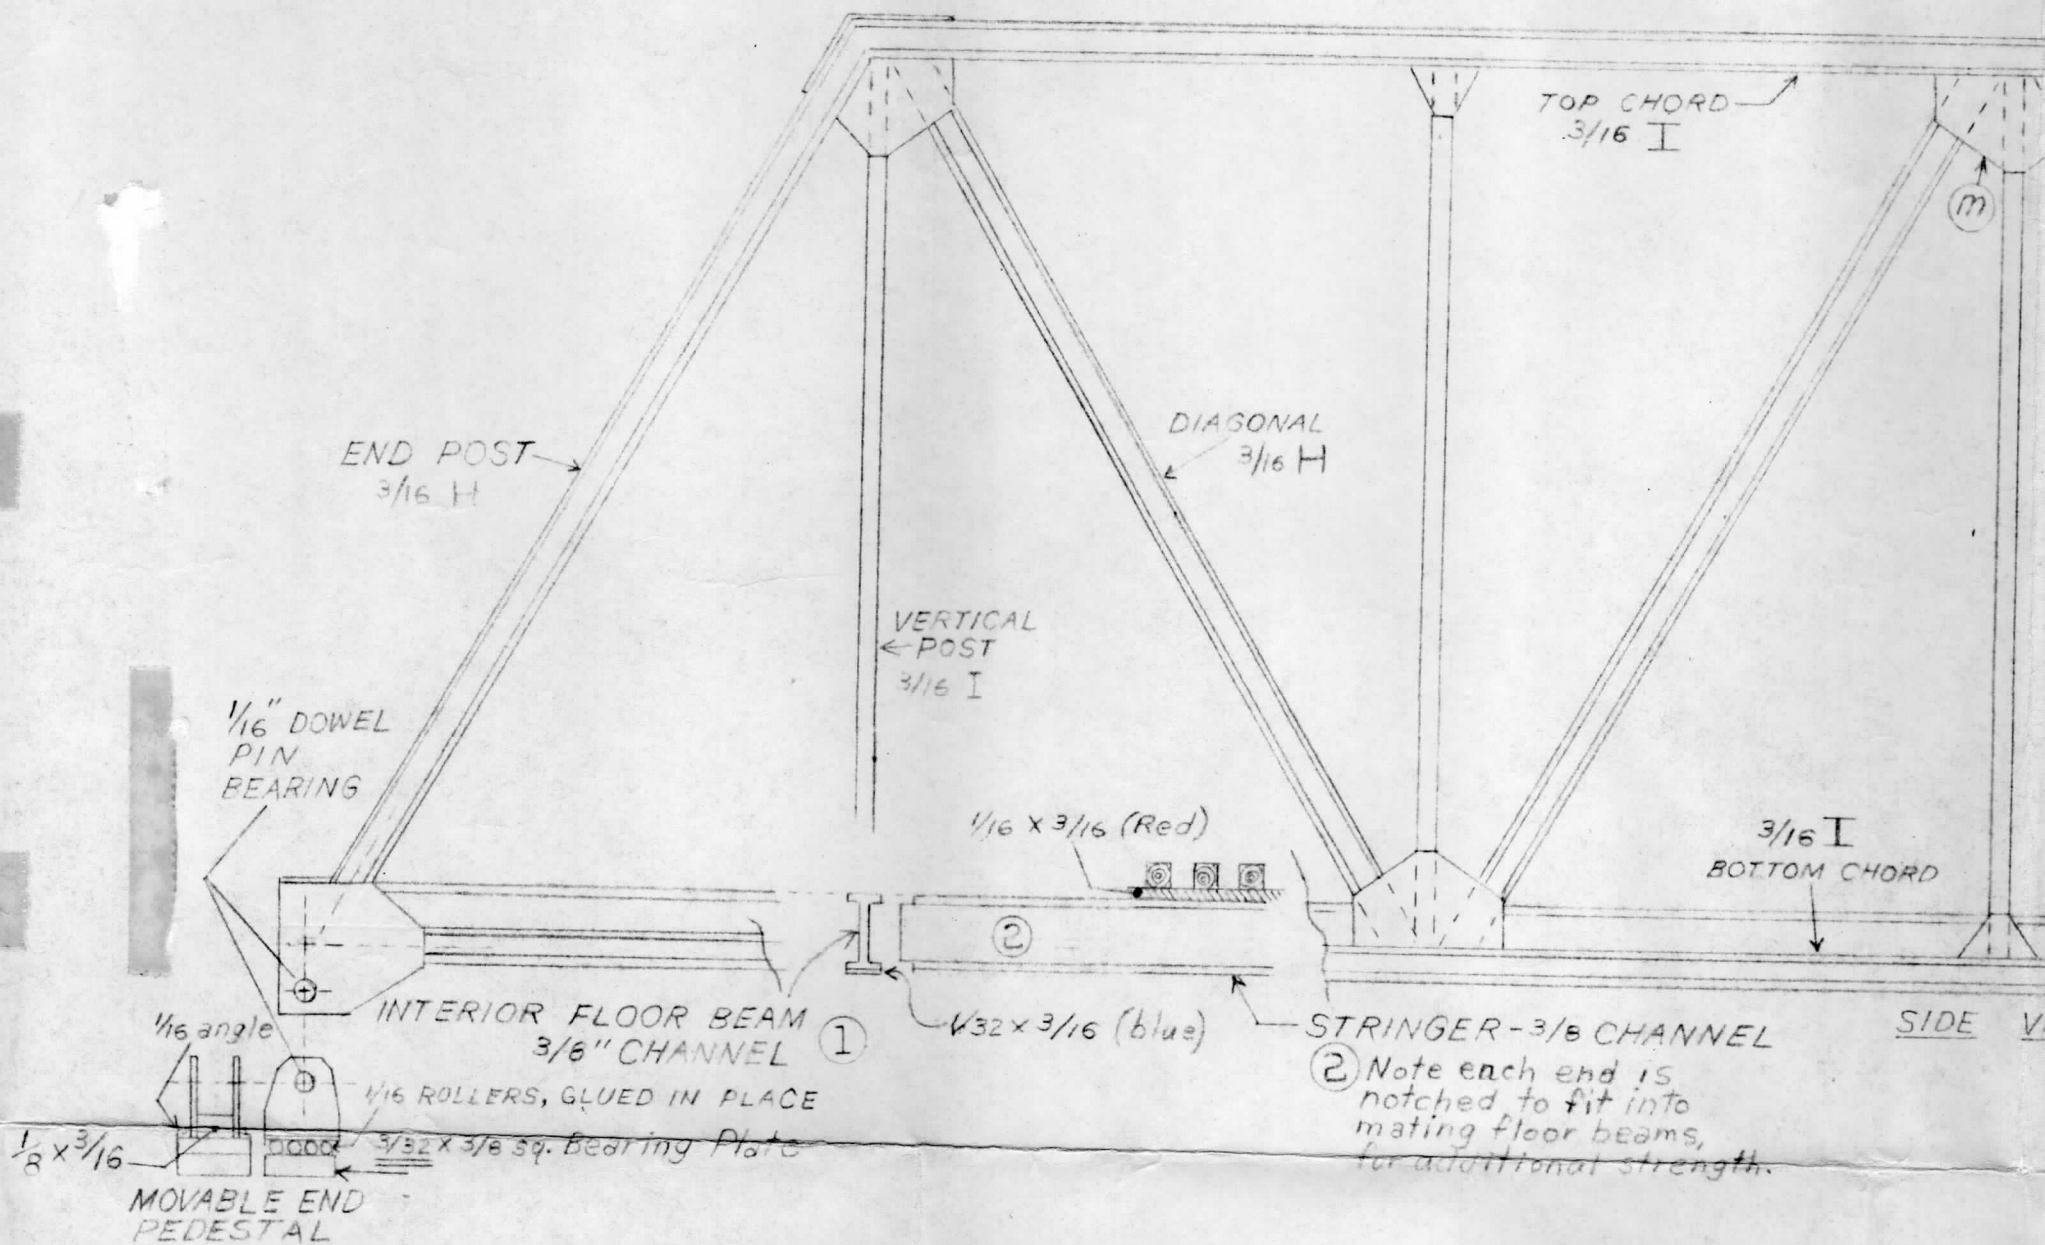 TOP CHORD
3/16 I
m
END POST
3/16 H
DIAGONAL
3/16 H
VERTICAL
POST
3/16 I
1/16" DOWEL
PIN
BEARING
1/16 x 3/16 (Red)
3/16 I
BOTTOM CHORD
2
INTERIOR FLOOR BEAM
3/8" CHANNEL
1
1/32 x 3/16 (blue)
STRINGER - 3/8 CHANNEL
2 Note each end is
notched to fit into
mating floor beams,
for additional strength.
SIDE
1/16 angle
1/16 ROLLERS, GLUED IN PLACE
3/32 x 3/8 sq. Bearing Plate
1/8 x 3/16
MOVABLE END
PEDESTAL